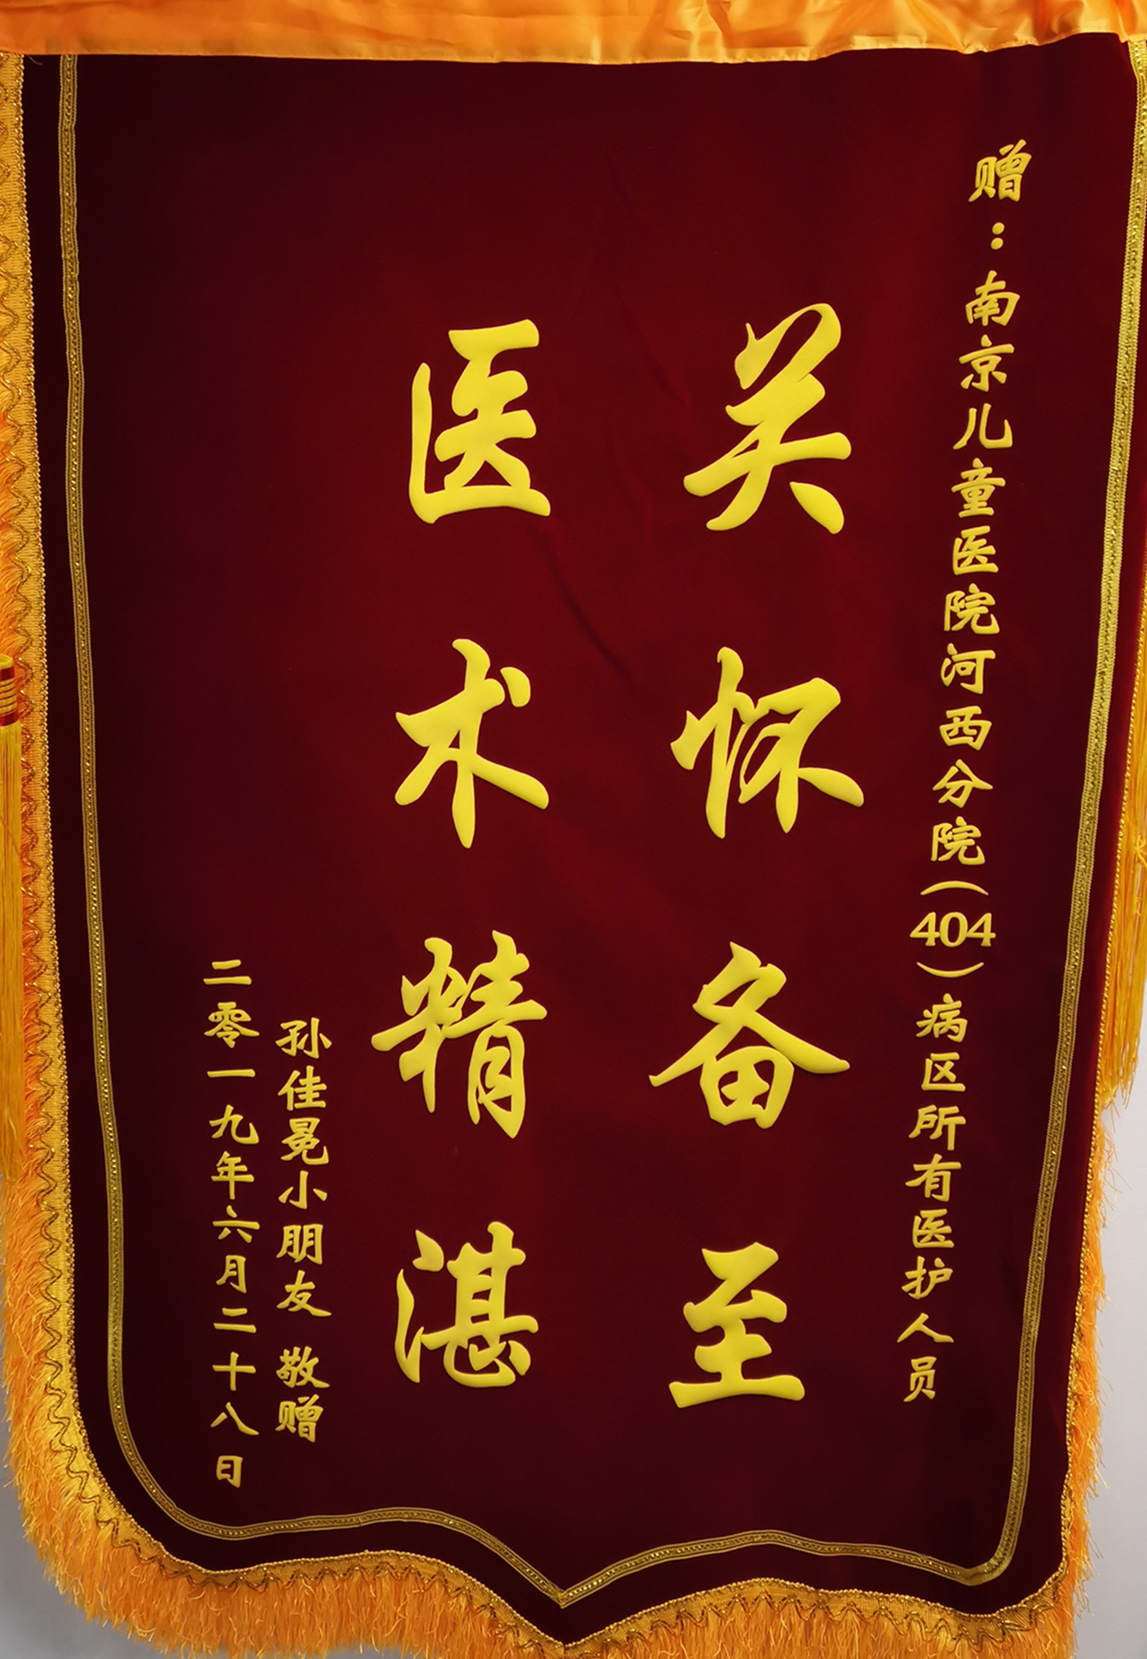 赠：南京儿童医院河西分院（404）病区所有医护人员
关怀备至
医术精湛
孙佳冕小朋友 敬赠
二零一九年六月二十八日